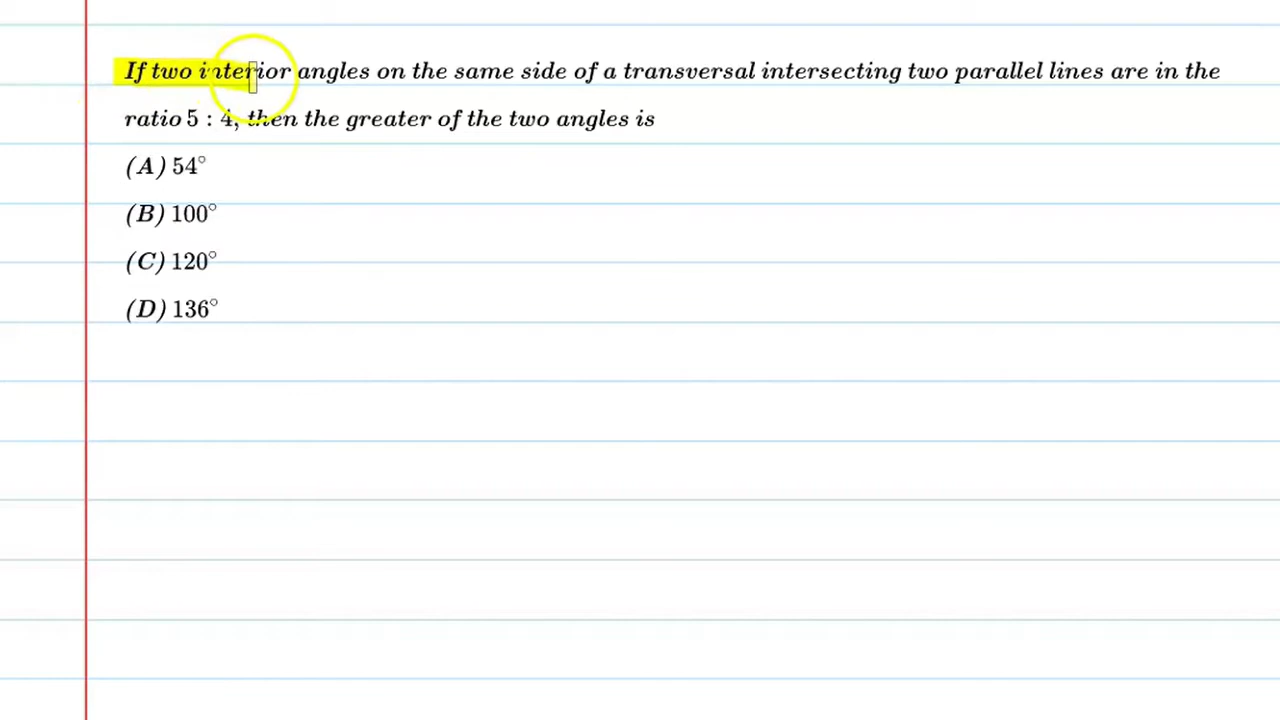 If two interior angles on the same side of a transversal intersecting two parallel lines are in the
ratio 5 : 4, then the greater of the two angles is
(A) 54°
(B) 100°
(C) 120°
(D) 136°